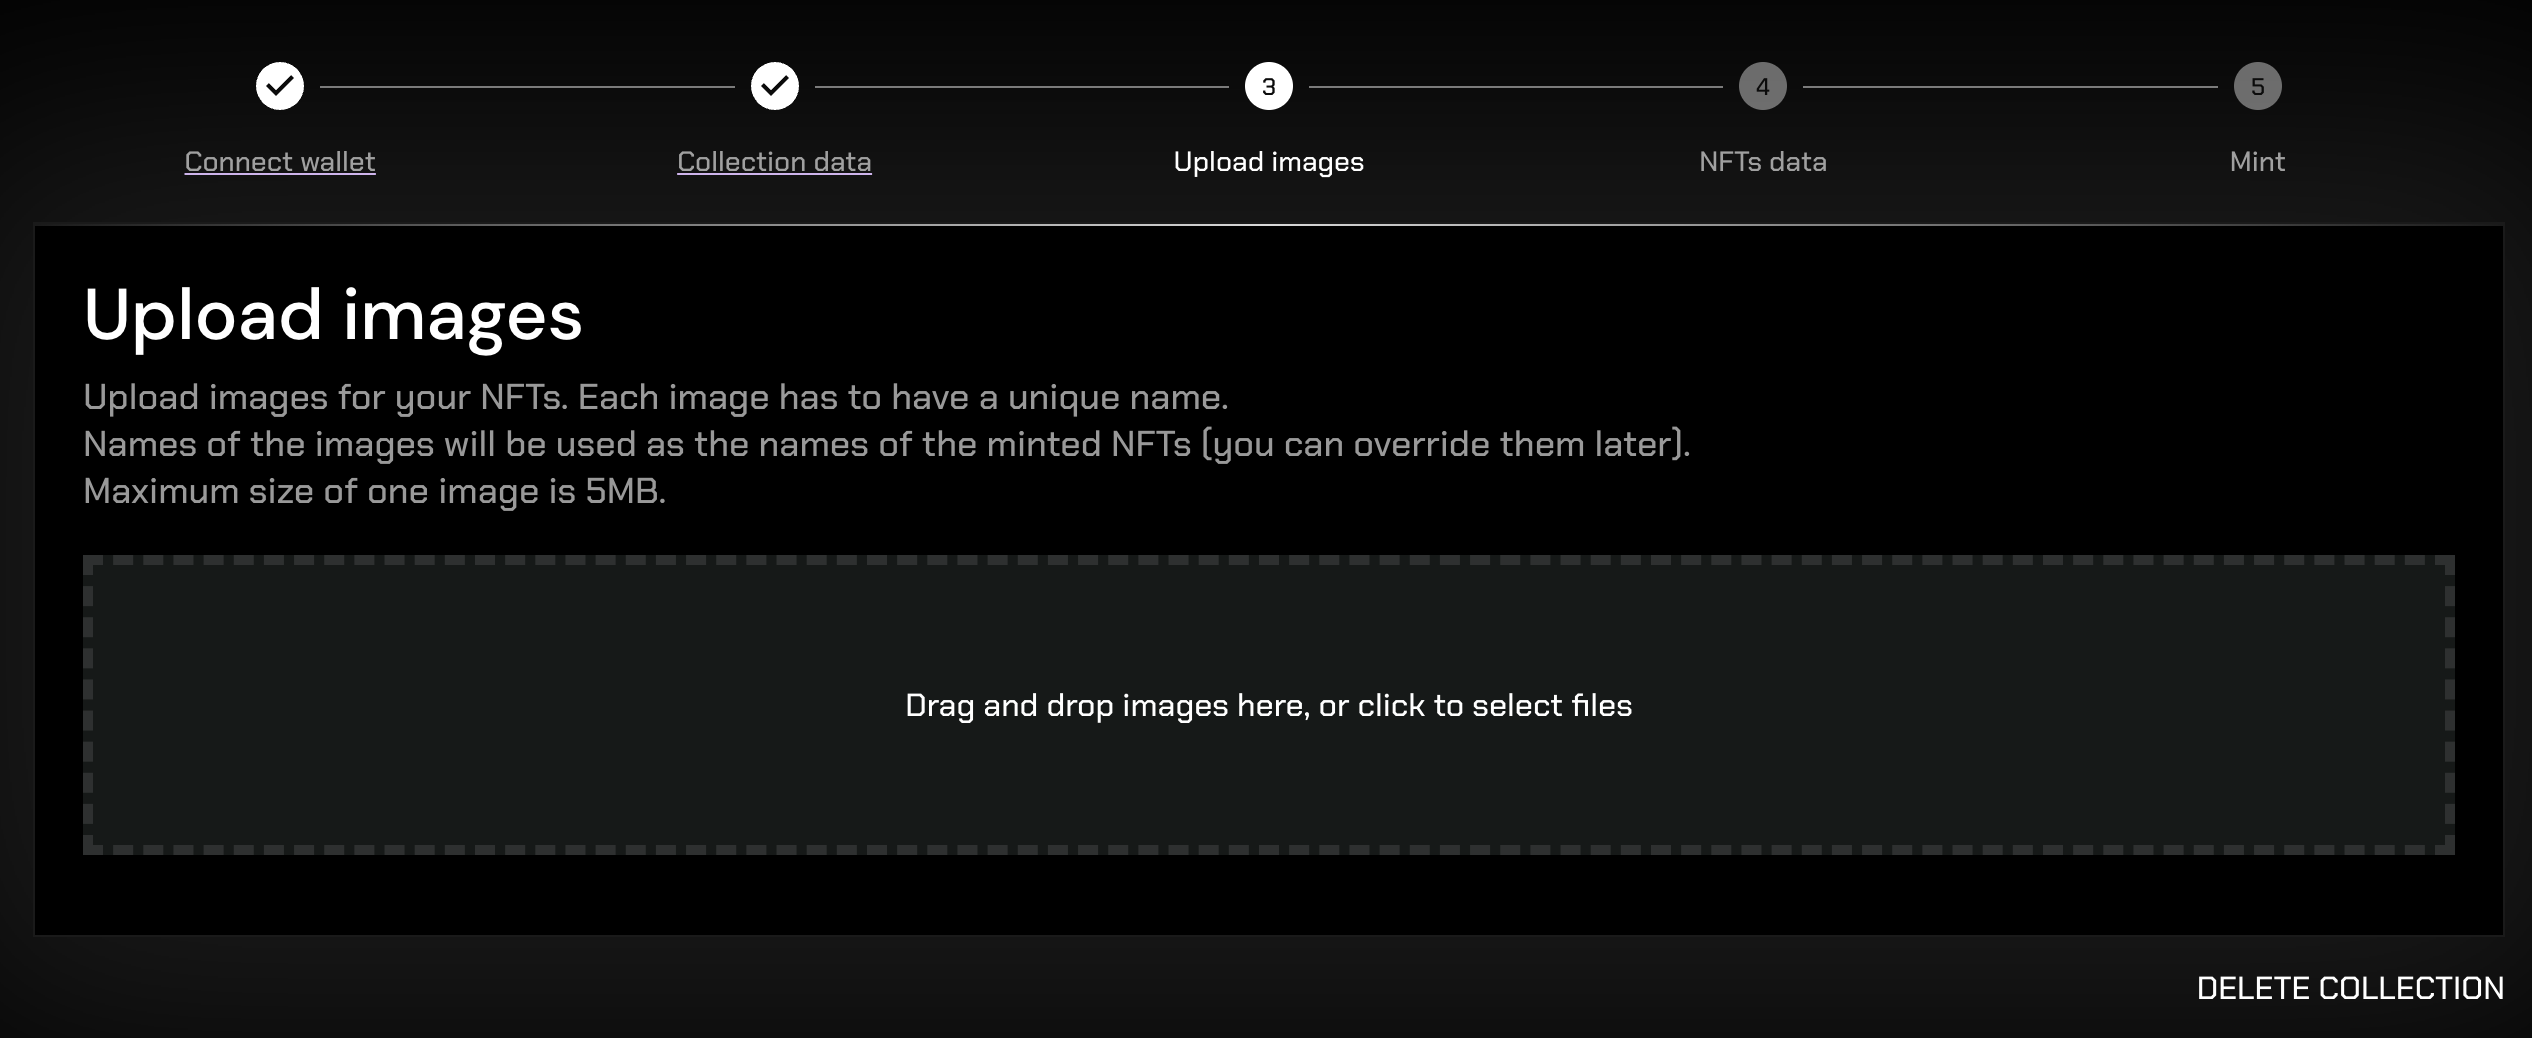 3
4
5
Connect wallet
Collection data
Upload images
NFTs data
Mint
Upload images
Upload images for your NFTs. Each image has to have a unique name.
Names of the images will be used as the names of the minted NFTs (you can override them later).
Maximum size of one image is 5MB.
Drag and drop images here, or click to select files
DELETE COLLECTION